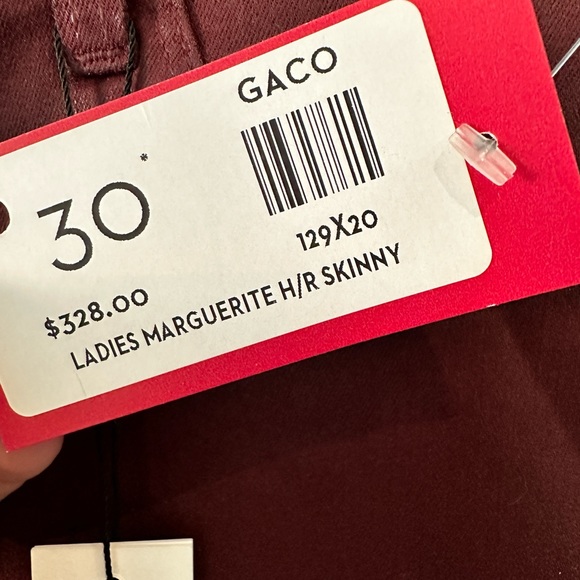 GACO
30*
129X20
$328.00
LADIES MARGUERITE H/R SKINNY